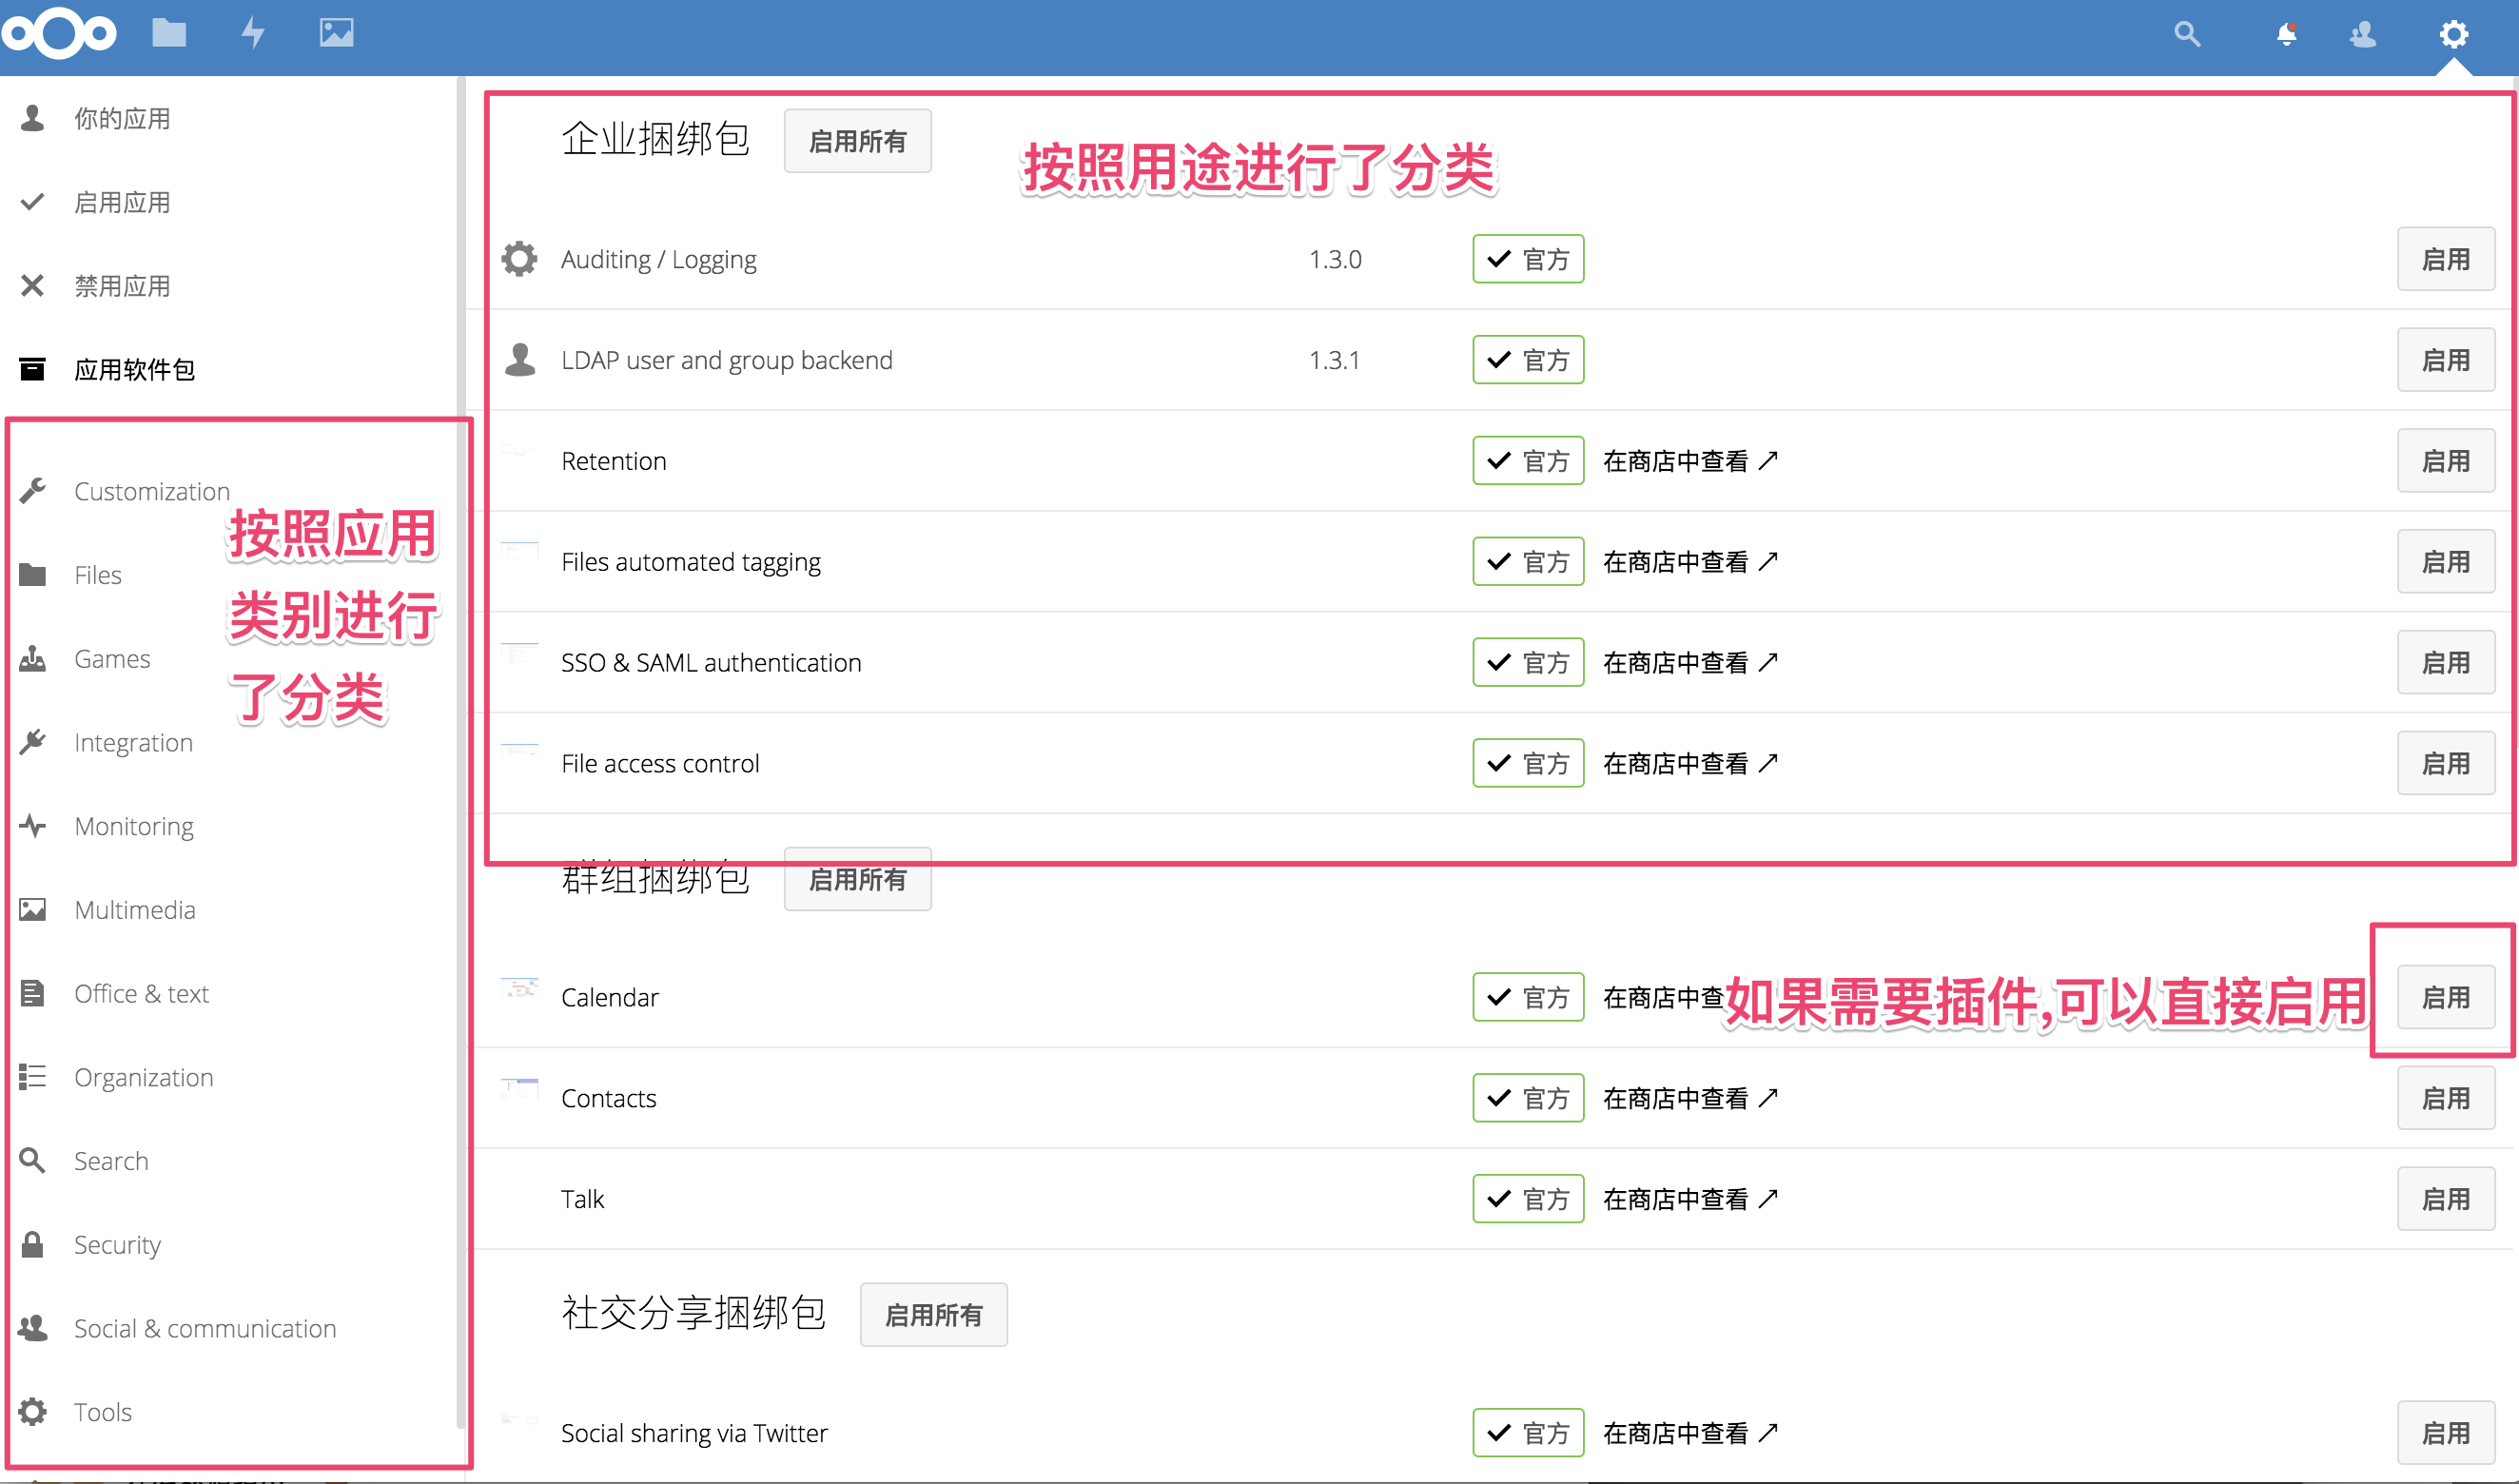 你的应用
启用应用
禁用应用
应用软件包
Customization
Files
Games
Integration
Monitoring
Multimedia
Office & text
Organization
Search
Security
Social & communication
Tools
按照应用
类别进行
了分类
企业捆绑包 启用所有
按照用途进行了分类
Auditing / Logging 1.3.0 官方 启用
LDAP user and group backend 1.3.1 官方 启用
Retention 官方 在商店中查看 ↗ 启用
Files automated tagging 官方 在商店中查看 ↗ 启用
SSO & SAML authentication 官方 在商店中查看 ↗ 启用
File access control 官方 在商店中查看 ↗ 启用
群组捆绑包 启用所有
Calendar 官方 在商店中查 启用
如果需要插件,可以直接启用
Contacts 官方 在商店中查看 ↗ 启用
Talk 官方 在商店中查看 ↗ 启用
社交分享捆绑包 启用所有
Social sharing via Twitter 官方 在商店中查看 ↗ 启用